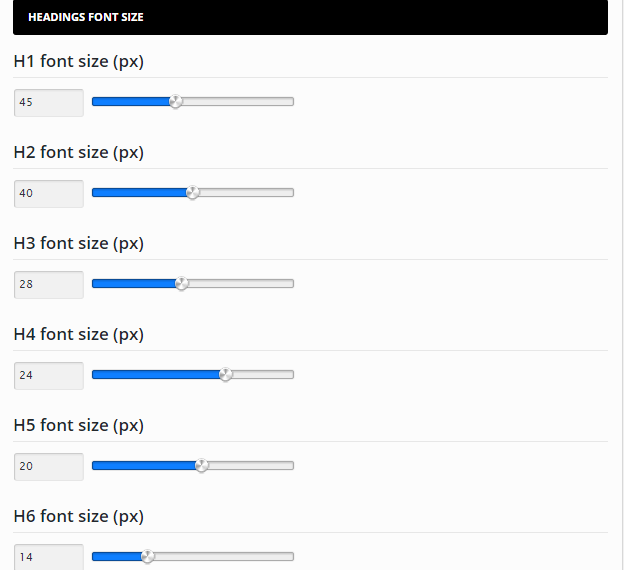 HEADINGS FONT SIZE
H1 font size (px)
45
H2 font size (px)
40
H3 font size (px)
28
H4 font size (px)
24
H5 font size (px)
20
H6 font size (px)
14